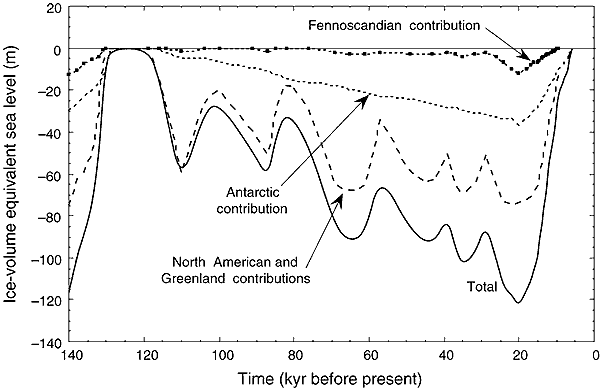 Fennoscandian contribution
20
0
−20
−40
−60
−80
−100
−120
−140
Ice-volume equivalent sea level (m)
Antarctic
contribution
North American and
Greenland contributions
Total
140 120 100 80 60 40 20 0
Time (kyr before present)